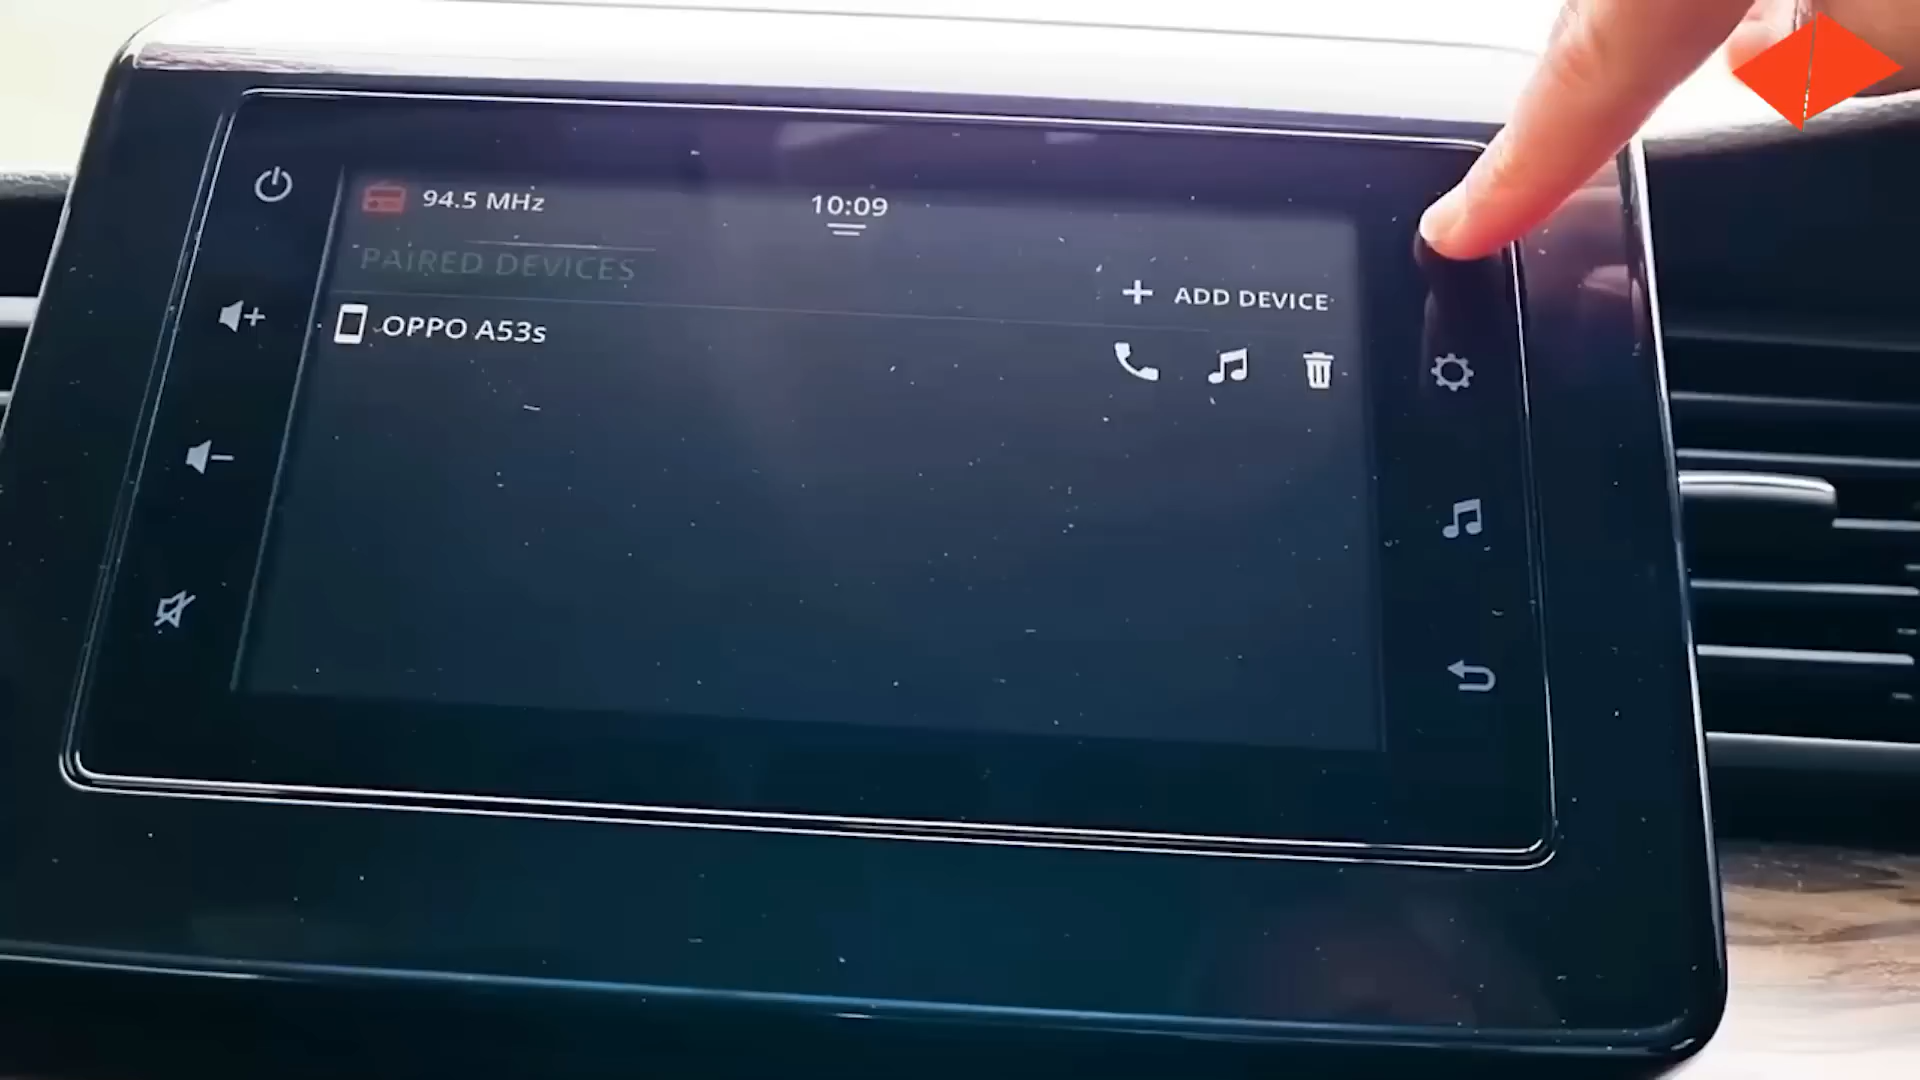 94.5 MHz
10:09
PAIRED DEVICES
+ ADD DEVICE
OPPO A53s